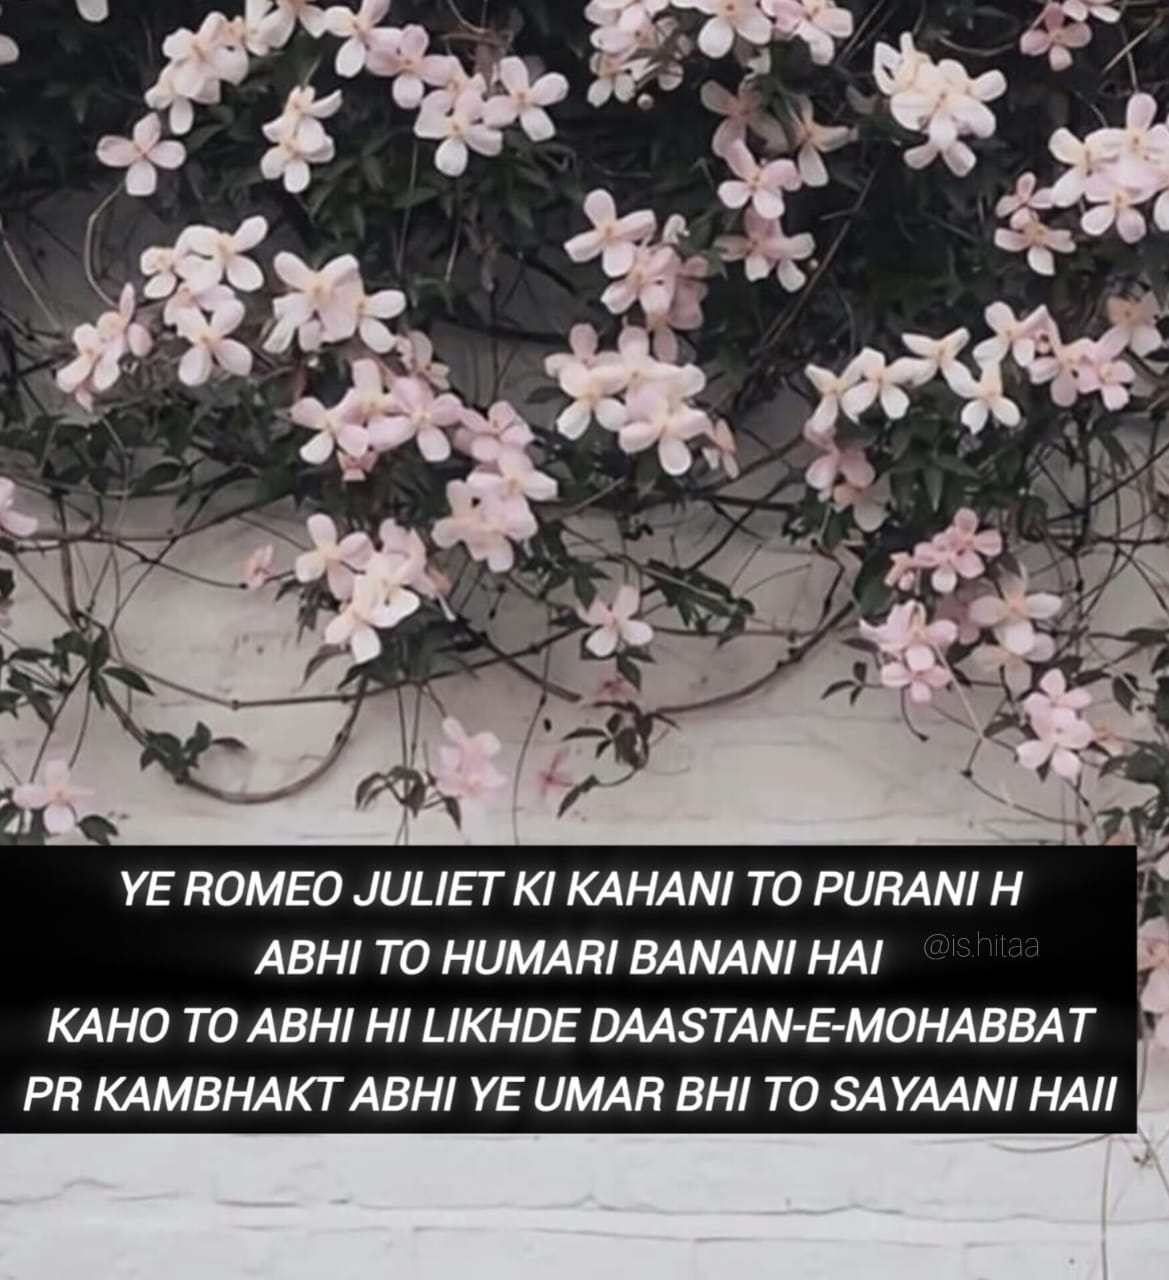 YE ROMEO JULIET KI KAHANI TO PURANI H
ABHI TO HUMARI BANANI HAI
@is.hitaa
KAHO TO ABHI HI LIKHDE DAASTAN-E-MOHABBAT
PR KAMBHAKT ABHI YE UMAR BHI TO SAYAANI HAII